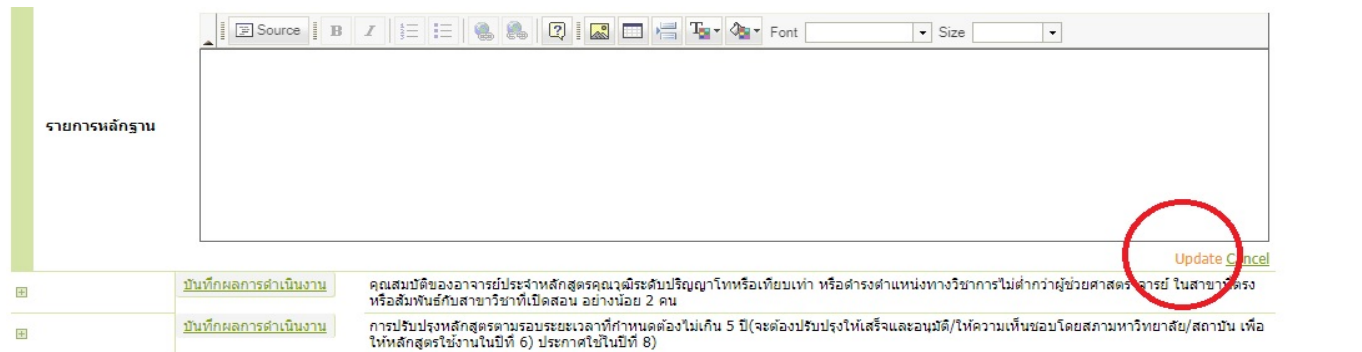 Source B I Font Size
รายการหลักฐาน
Update Cancel
บันทึกผลการดำเนินงาน คุณสมบัติของอาจารย์ประจำหลักสูตรคุณวุฒิระดับปริญญาโทหรือเทียบเท่า หรือดำรงตำแหน่งทางวิชาการไม่ต่ำกว่าผู้ช่วยศาสตราจารย์ ในสาขาที่ตรง
หรือสัมพันธ์กับสาขาวิชาที่เปิดสอน อย่างน้อย 2 คน
บันทึกผลการดำเนินงาน การปรับปรุงหลักสูตรตามรอบระยะเวลาที่กำหนดต้องไม่เกิน 5 ปี(จะต้องปรับปรุงให้เสร็จและอนุมัติ/ให้ความเห็นชอบโดยสภามหาวิทยาลัย/สถาบัน เพื่อ
ให้หลักสูตรใช้งานในปีที่ 6) ประกาศใช้ในปีที่ 8)